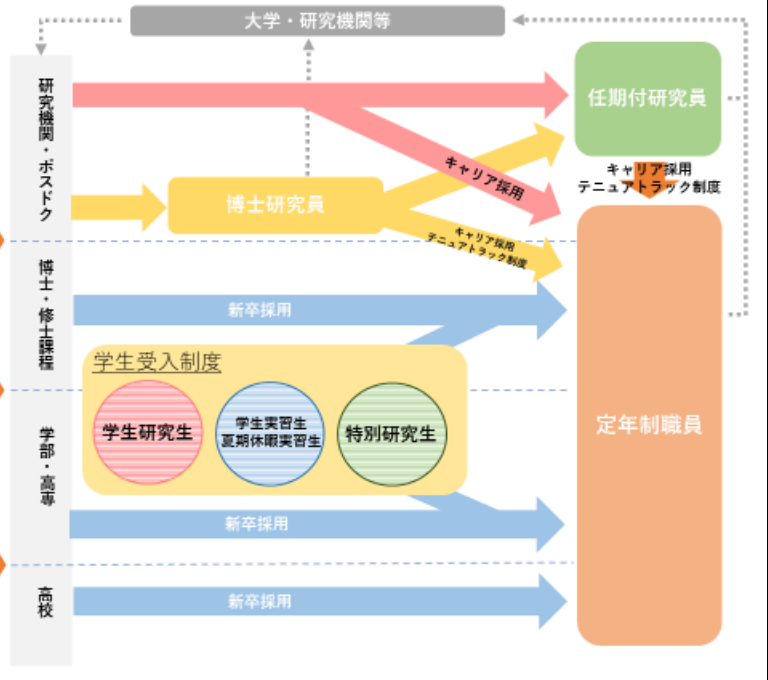 大学・研究機関等
研究機関・ポスドク
任期付研究員
キャリア採用
キャリア採用
テニュアトラック制度
博士研究員
キャリア採用
テニュアトラック制度
博士・修士課程
新卒採用
学生受入制度
学生研究生
学生実習生
夏期休暇実習生
特別研究生
定年制職員
学部・高専
新卒採用
高校
新卒採用